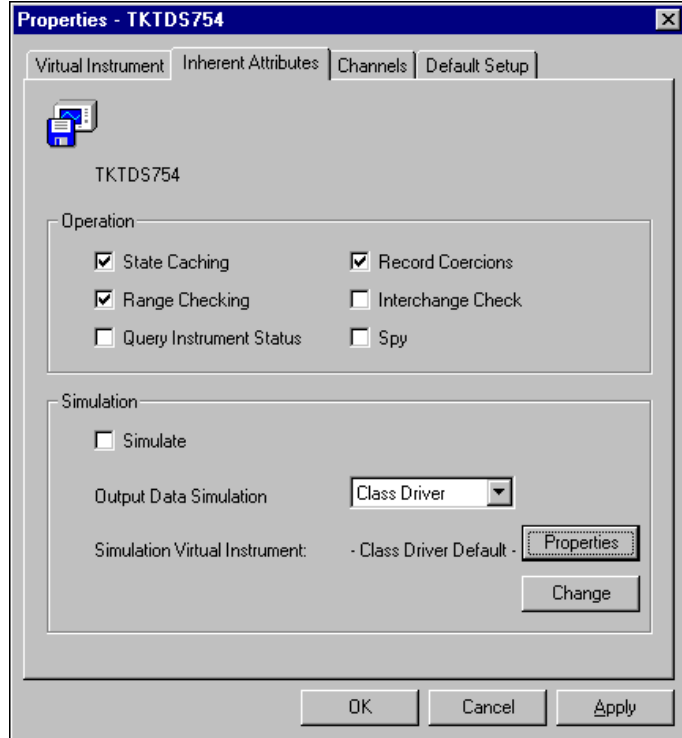 Properties - TKTDS754
Virtual Instrument
Inherent Attributes
Channels
Default Setup
TKTDS754
Operation
State Caching
Record Coercions
Range Checking
Interchange Check
Query Instrument Status
Spy
Simulation
Simulate
Output Data Simulation
Class Driver
Simulation Virtual Instrument:
- Class Driver Default -
Properties
Change
OK
Cancel
Apply